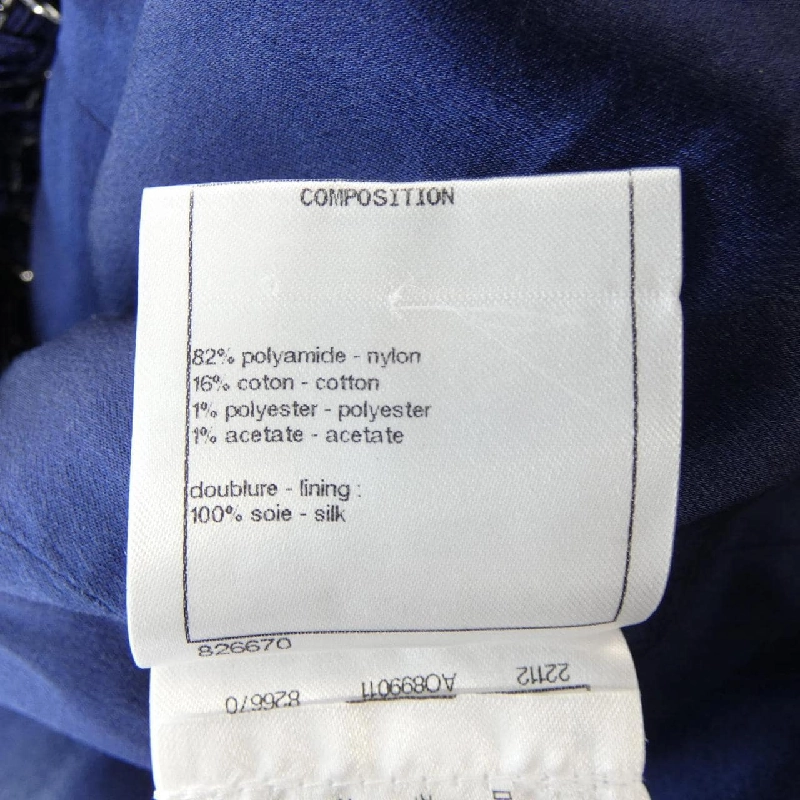 COMPOSITION
82% polyamide - nylon
16% coton - cotton
1% polyester - polyester
1% acetate - acetate
doublure - lining :
100% soie - silk
826670
22112 AO899011 826670